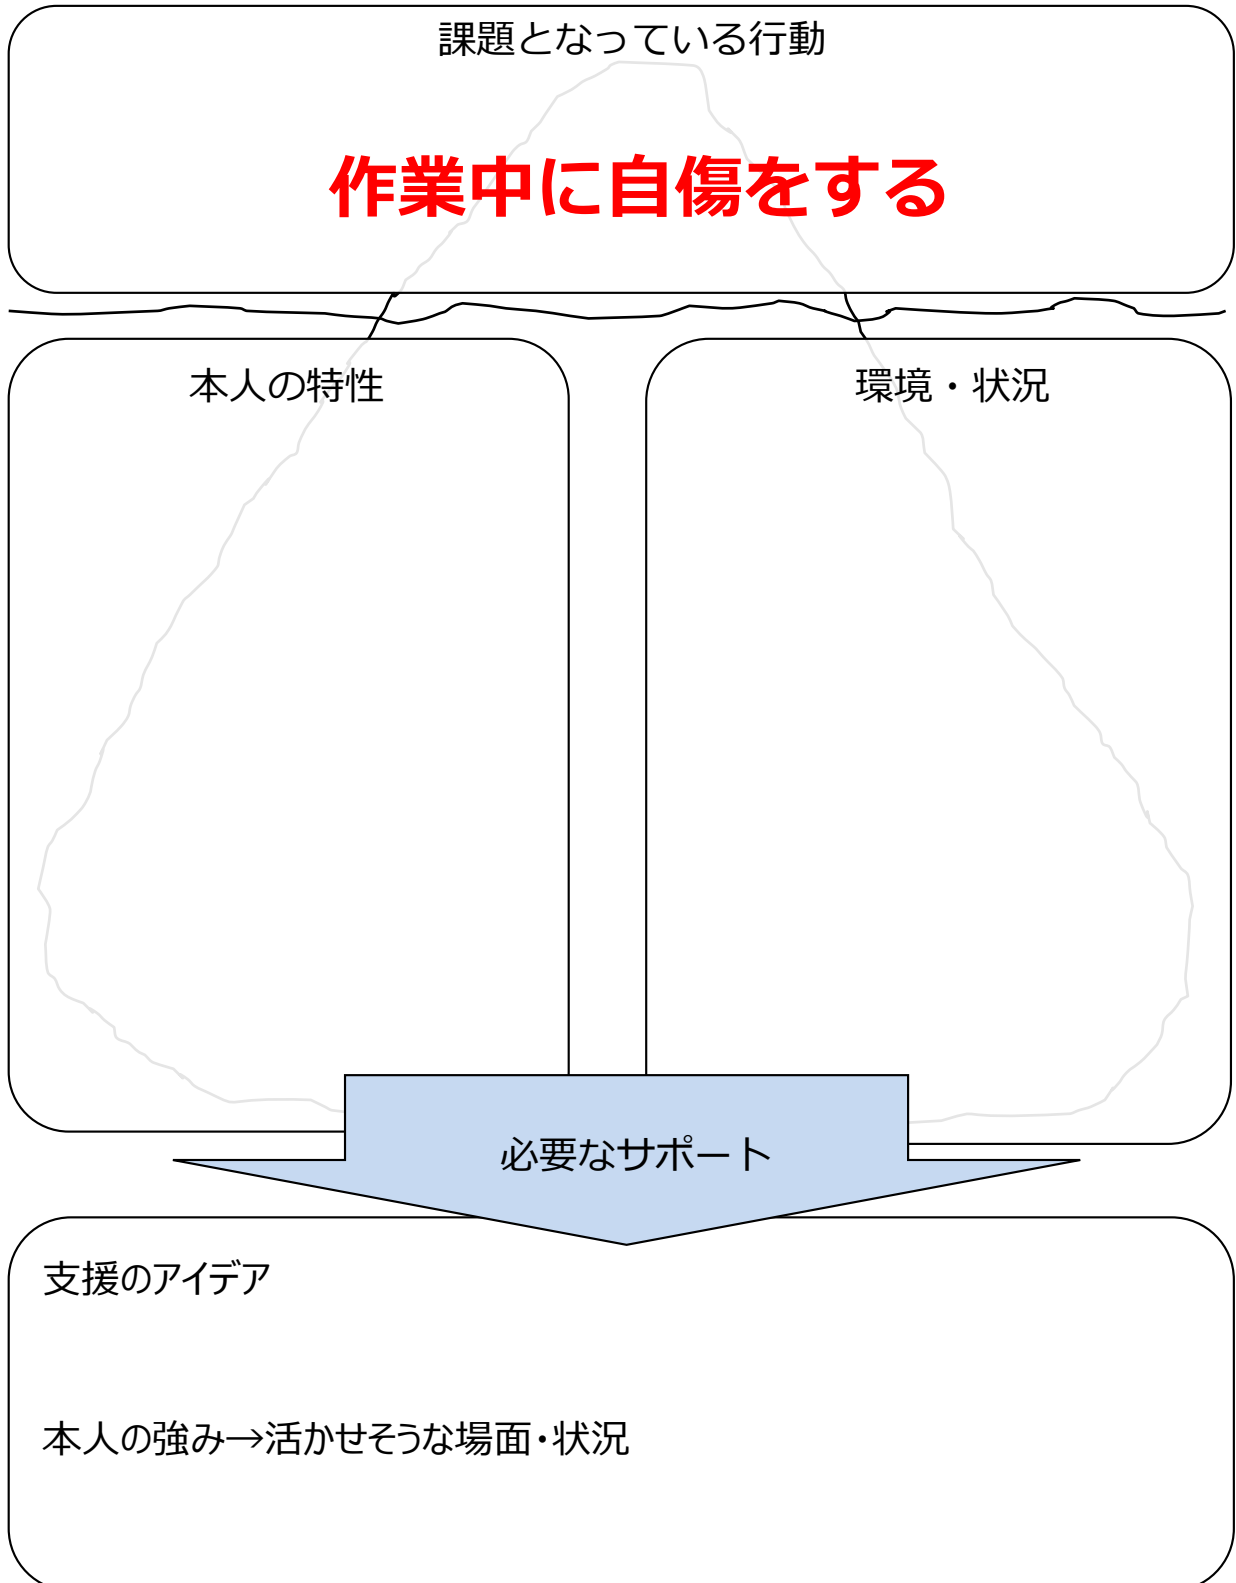 課題となっている行動
作業中に自傷をする
本人の特性
環境・状況
必要なサポート
支援のアイデア
本人の強み→活かせそうな場面・状況